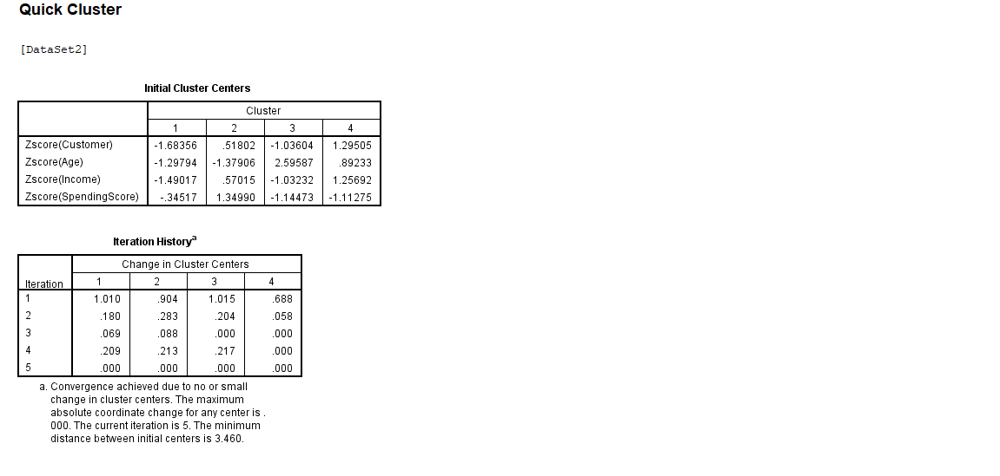 Quick Cluster
[DataSet2]
Initial Cluster Centers
Cluster
1 2 3 4
Zscore(Customer) -1.68356 .51802 -1.03604 1.29505
Zscore(Age) -1.29794 -1.37906 2.59587 .89233
Zscore(Income) -1.49017 .57015 -1.03232 1.25692
Zscore(SpendingScore) -.34517 1.34990 -1.14473 -1.11275
Iteration Historyª
Change in Cluster Centers
Iteration 1 2 3 4
1 1.010 .904 1.015 .688
2 .180 .283 .204 .058
3 .069 .088 .000 .000
4 .209 .213 .217 .000
5 .000 .000 .000 .000
a. Convergence achieved due to no or small
change in cluster centers. The maximum
absolute coordinate change for any center is .
000. The current iteration is 5. The minimum
distance between initial centers is 3.460.